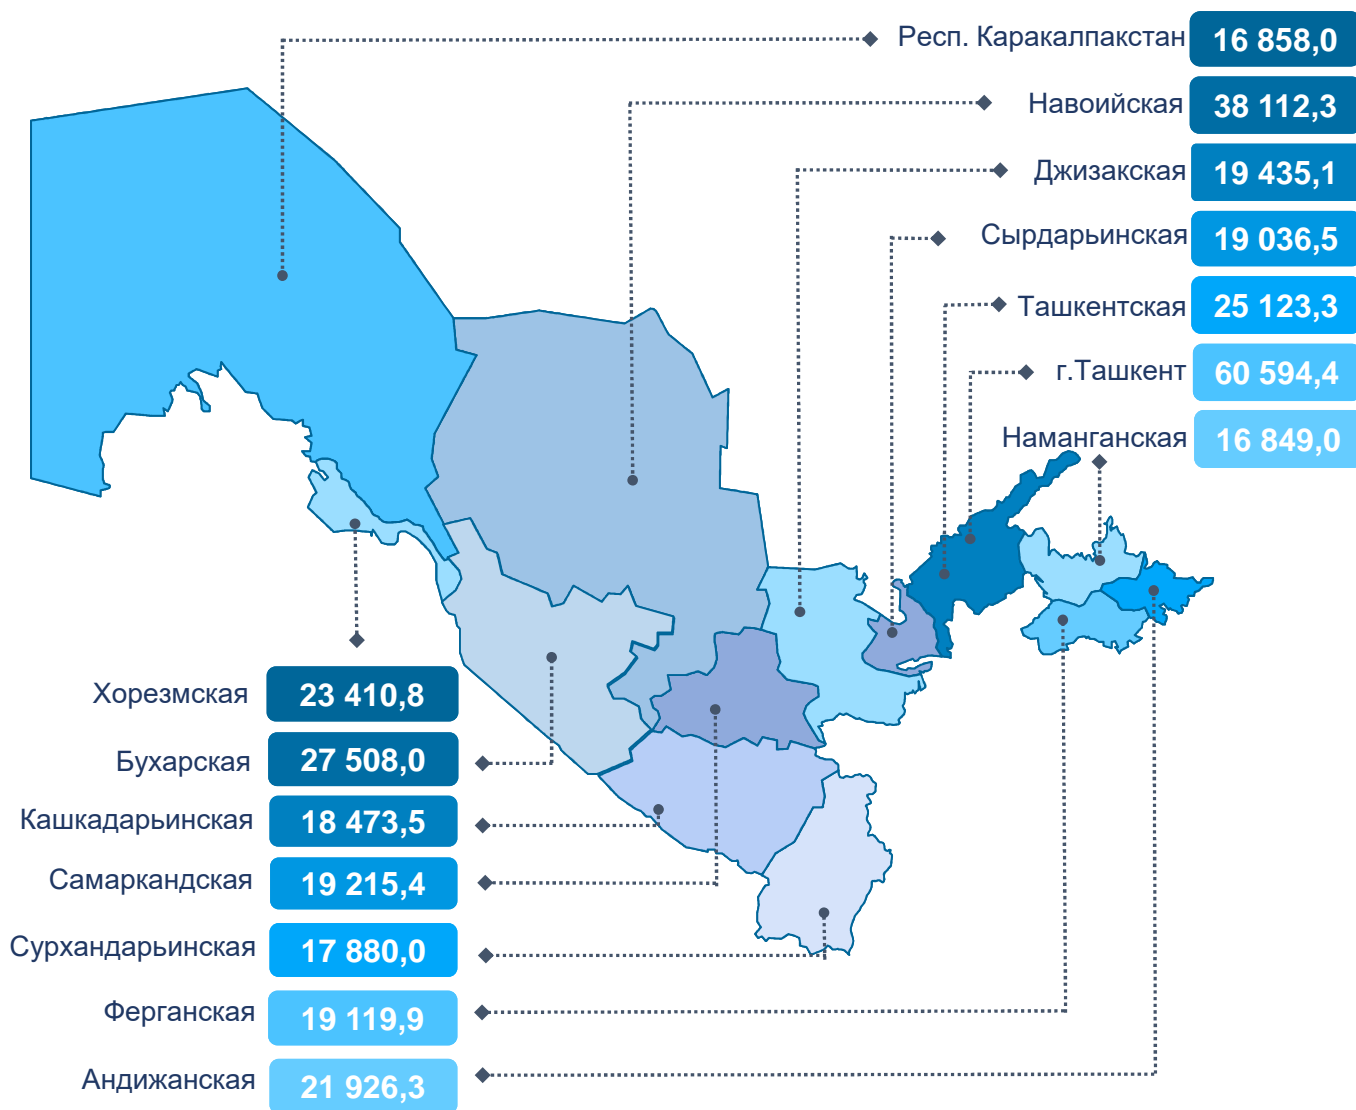 Респ. Каракалпакстан 16 858,0
Навоийская 38 112,3
Джизакская 19 435,1
Сырдарьинская 19 036,5
Ташкентская 25 123,3
г.Ташкент 60 594,4
Наманганская 16 849,0
Хорезмская 23 410,8
Бухарская 27 508,0
Кашкадарьинская 18 473,5
Самаркандская 19 215,4
Сурхандарьинская 17 880,0
Ферганская 19 119,9
Андижанская 21 926,3